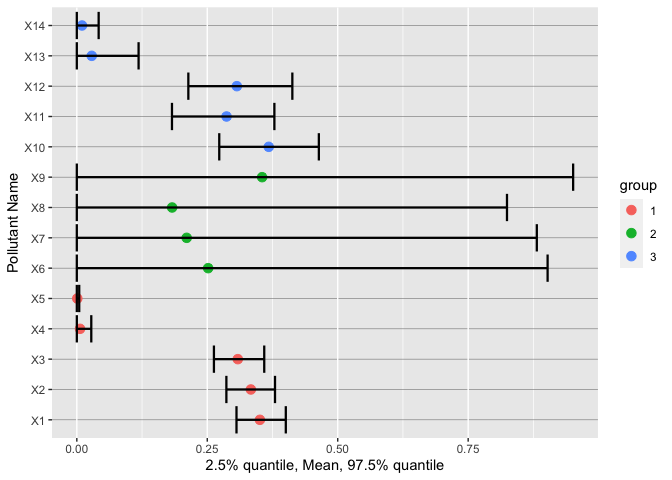 X14
X13
X12
X11
X10
X9
X8
X7
X6
X5
X4
X3
X2
X1
Pollutant Name
0.00 0.25 0.50 0.75
2.5% quantile, Mean, 97.5% quantile
group
1
2
3